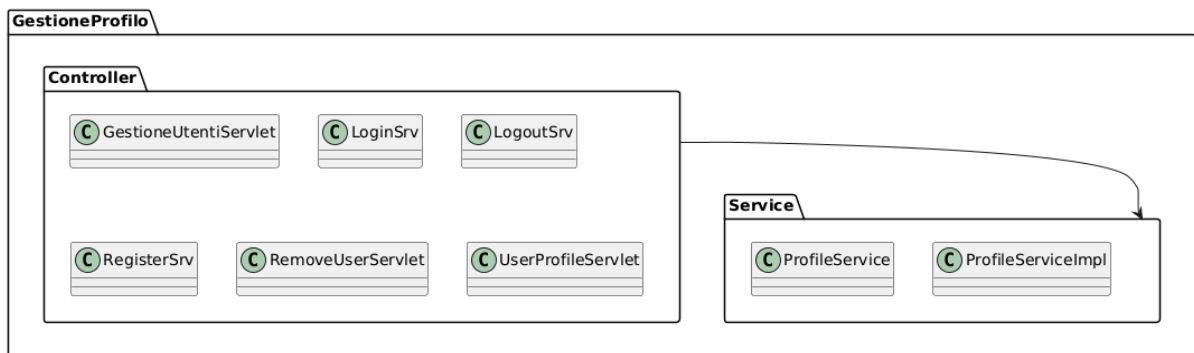 GestioneProfilo
Controller
C GestioneUtentiServlet
C LoginSrv
C LogoutSrv
Service
C RegisterSrv
C RemoveUserServlet
C UserProfileServlet
C ProfileService
C ProfileServiceImpl